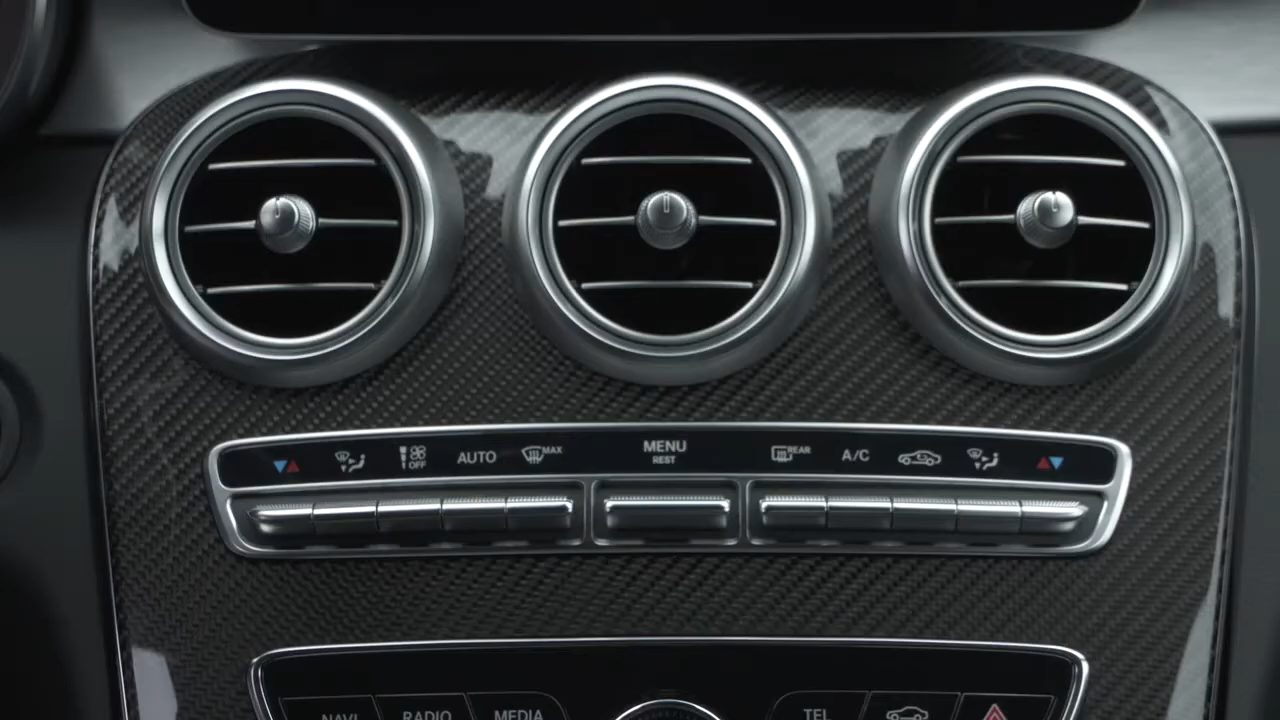 OFF
AUTO
MAX
MENU
REST
REAR
A/C
NAVI
RADIO
MEDIA
TEL